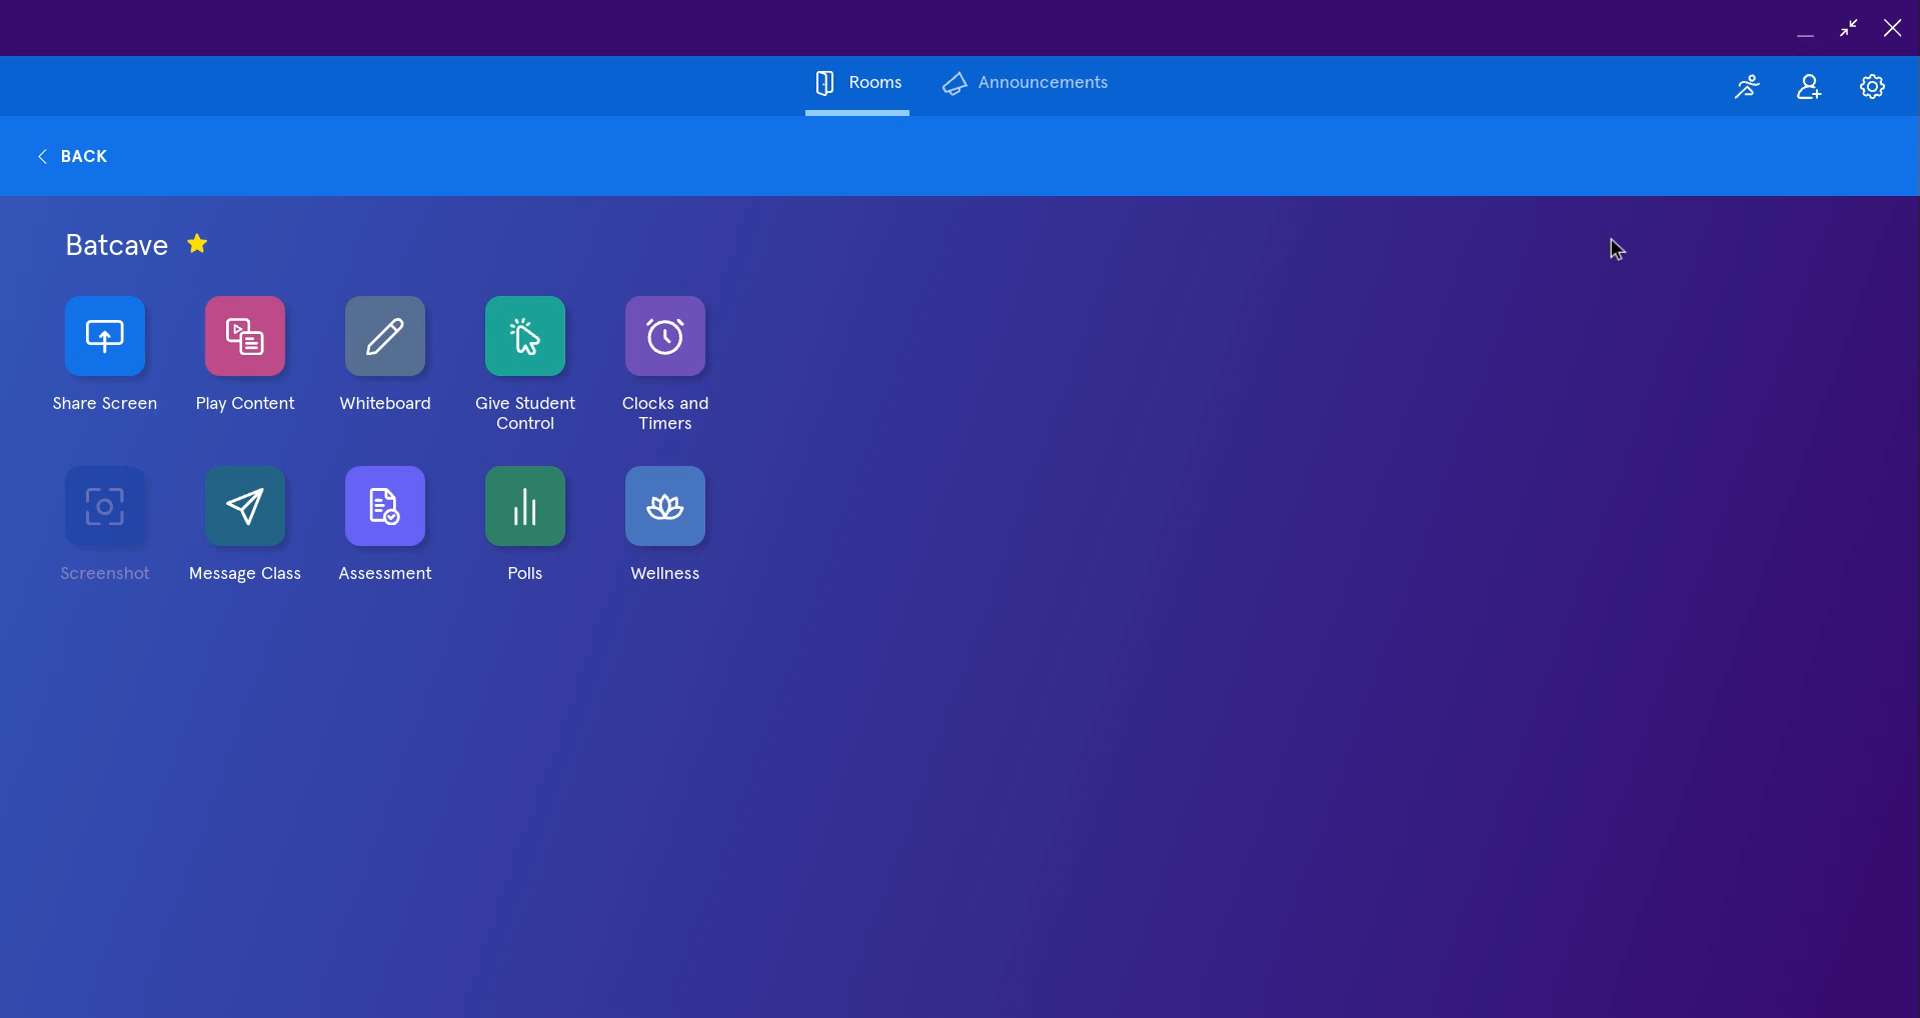 Rooms
Announcements
BACK
Batcave
Share Screen
Play Content
Whiteboard
Give Student
Control
Clocks and
Timers
Screenshot
Message Class
Assessment
Polls
Wellness